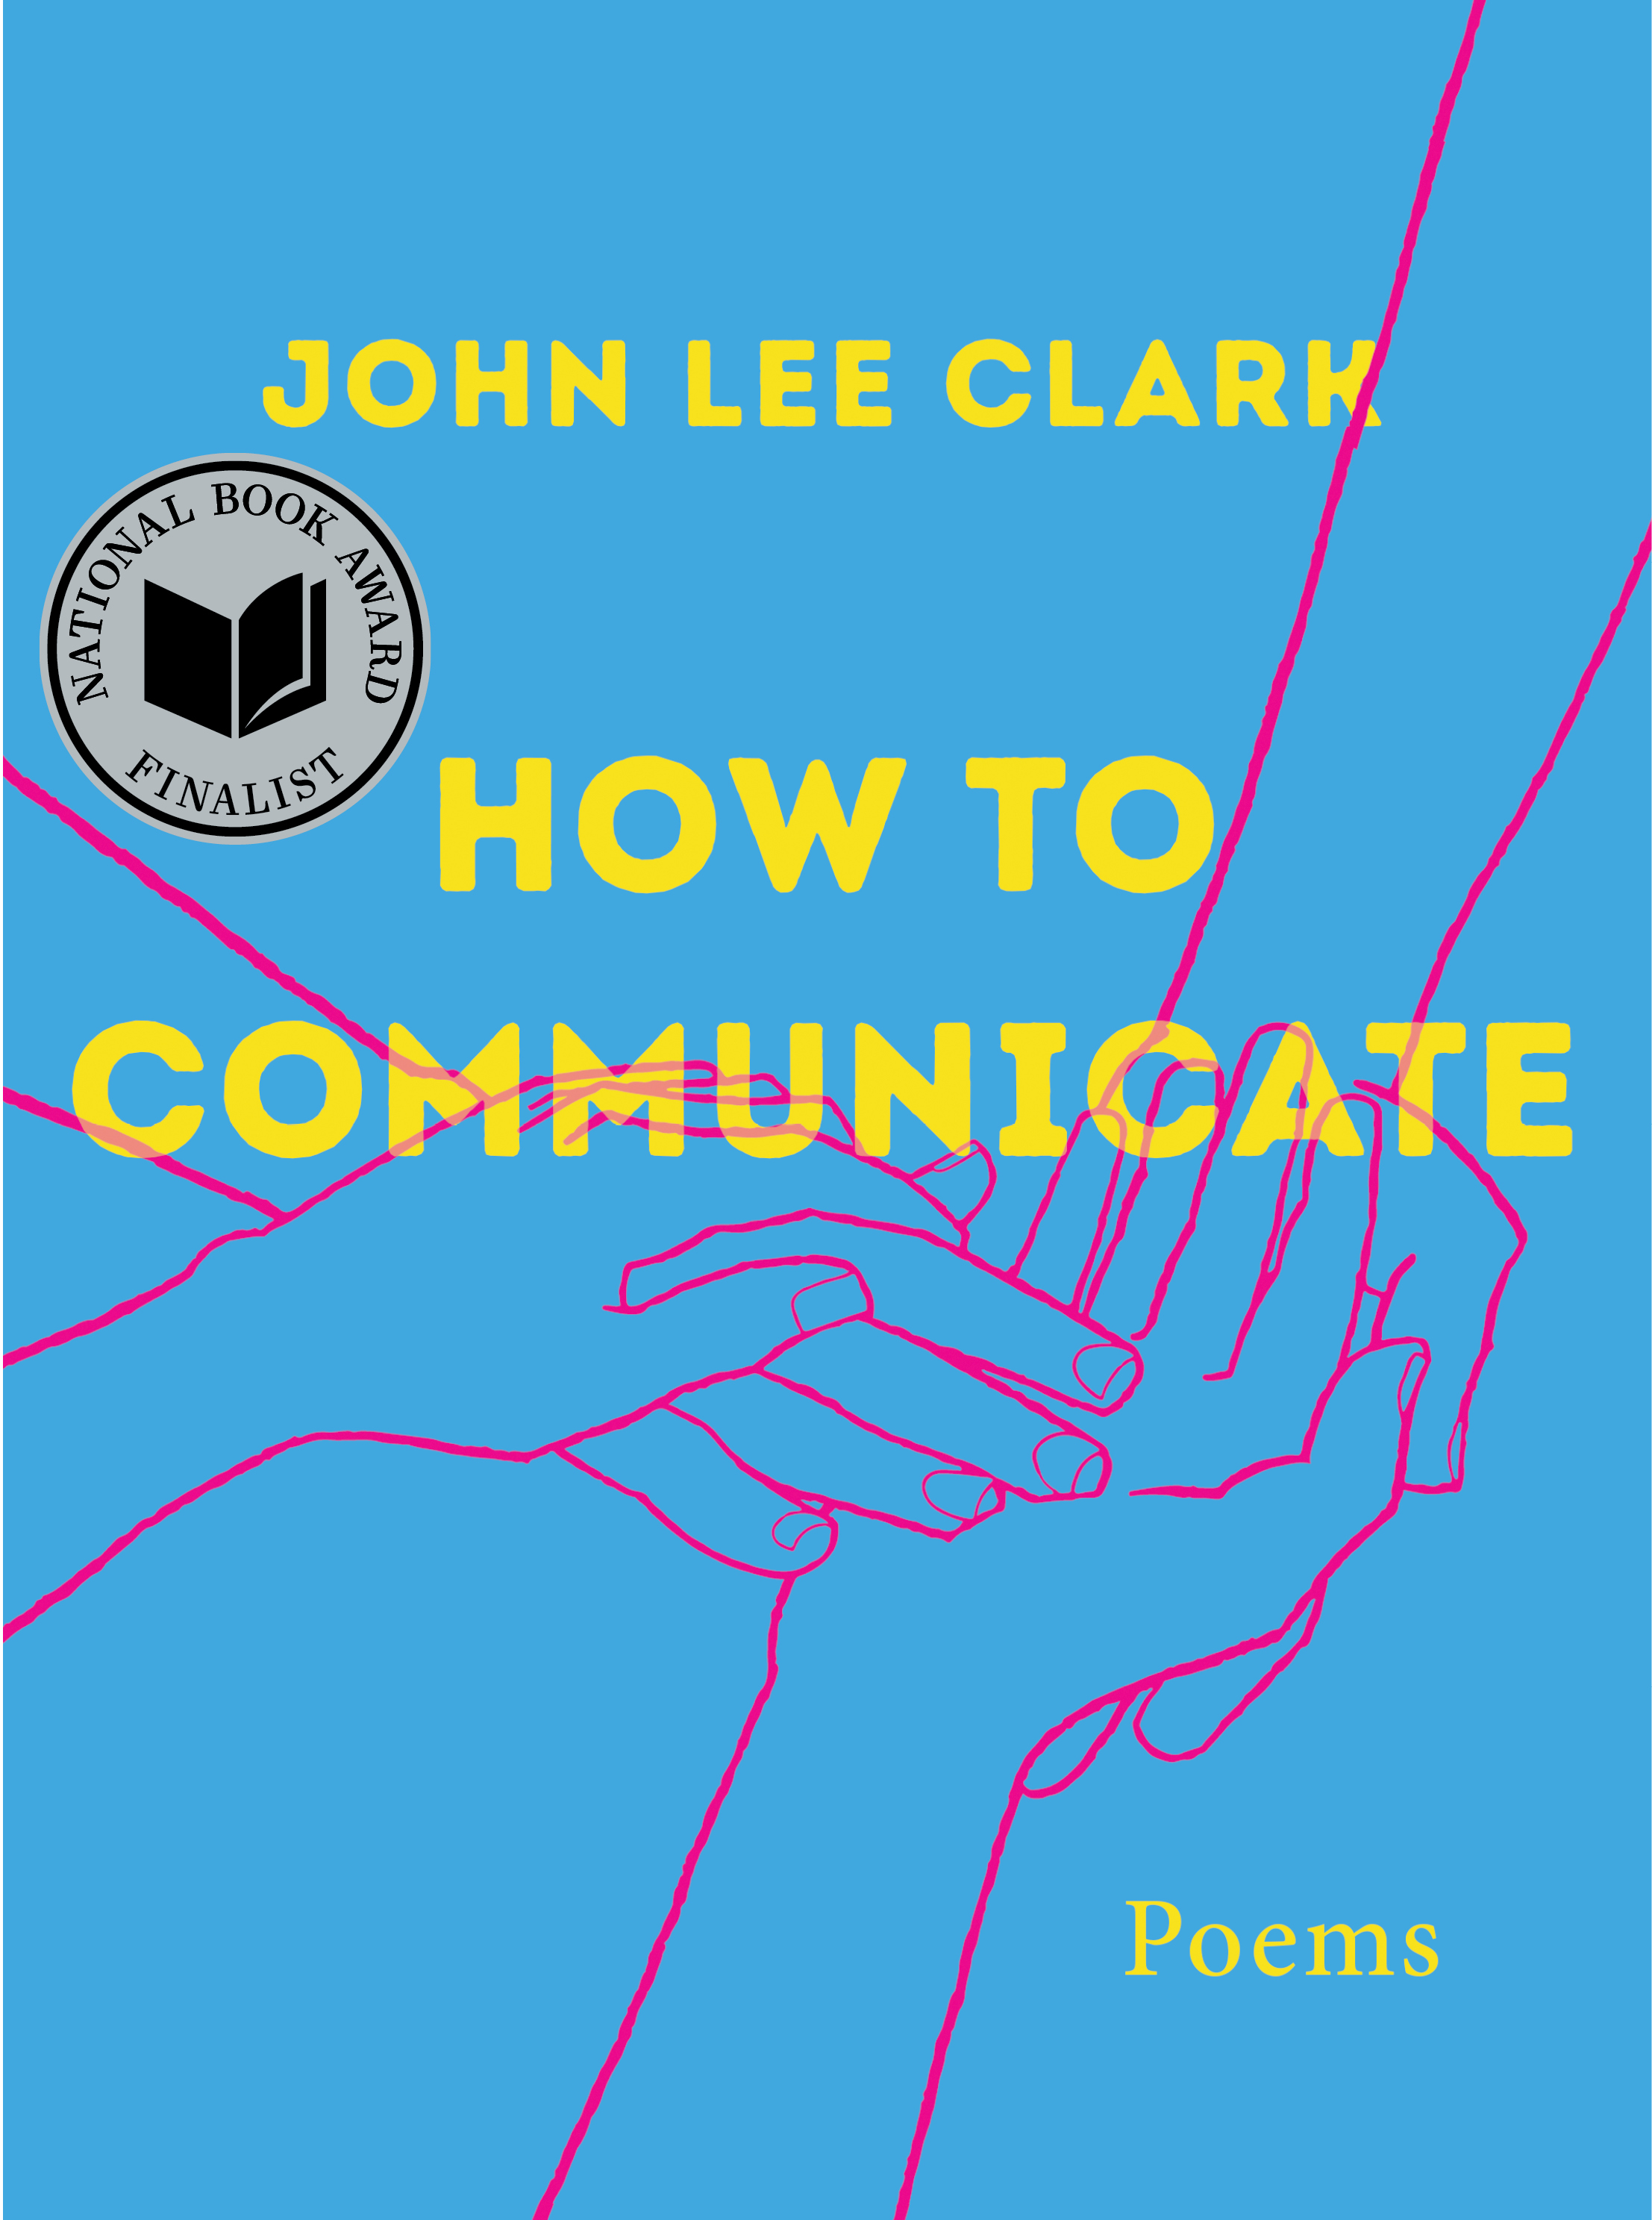 JOHN LEE CLARK
NATIONAL BOOK AWARD
FINALIST
HOW TO
COMMUNICATE
Poems